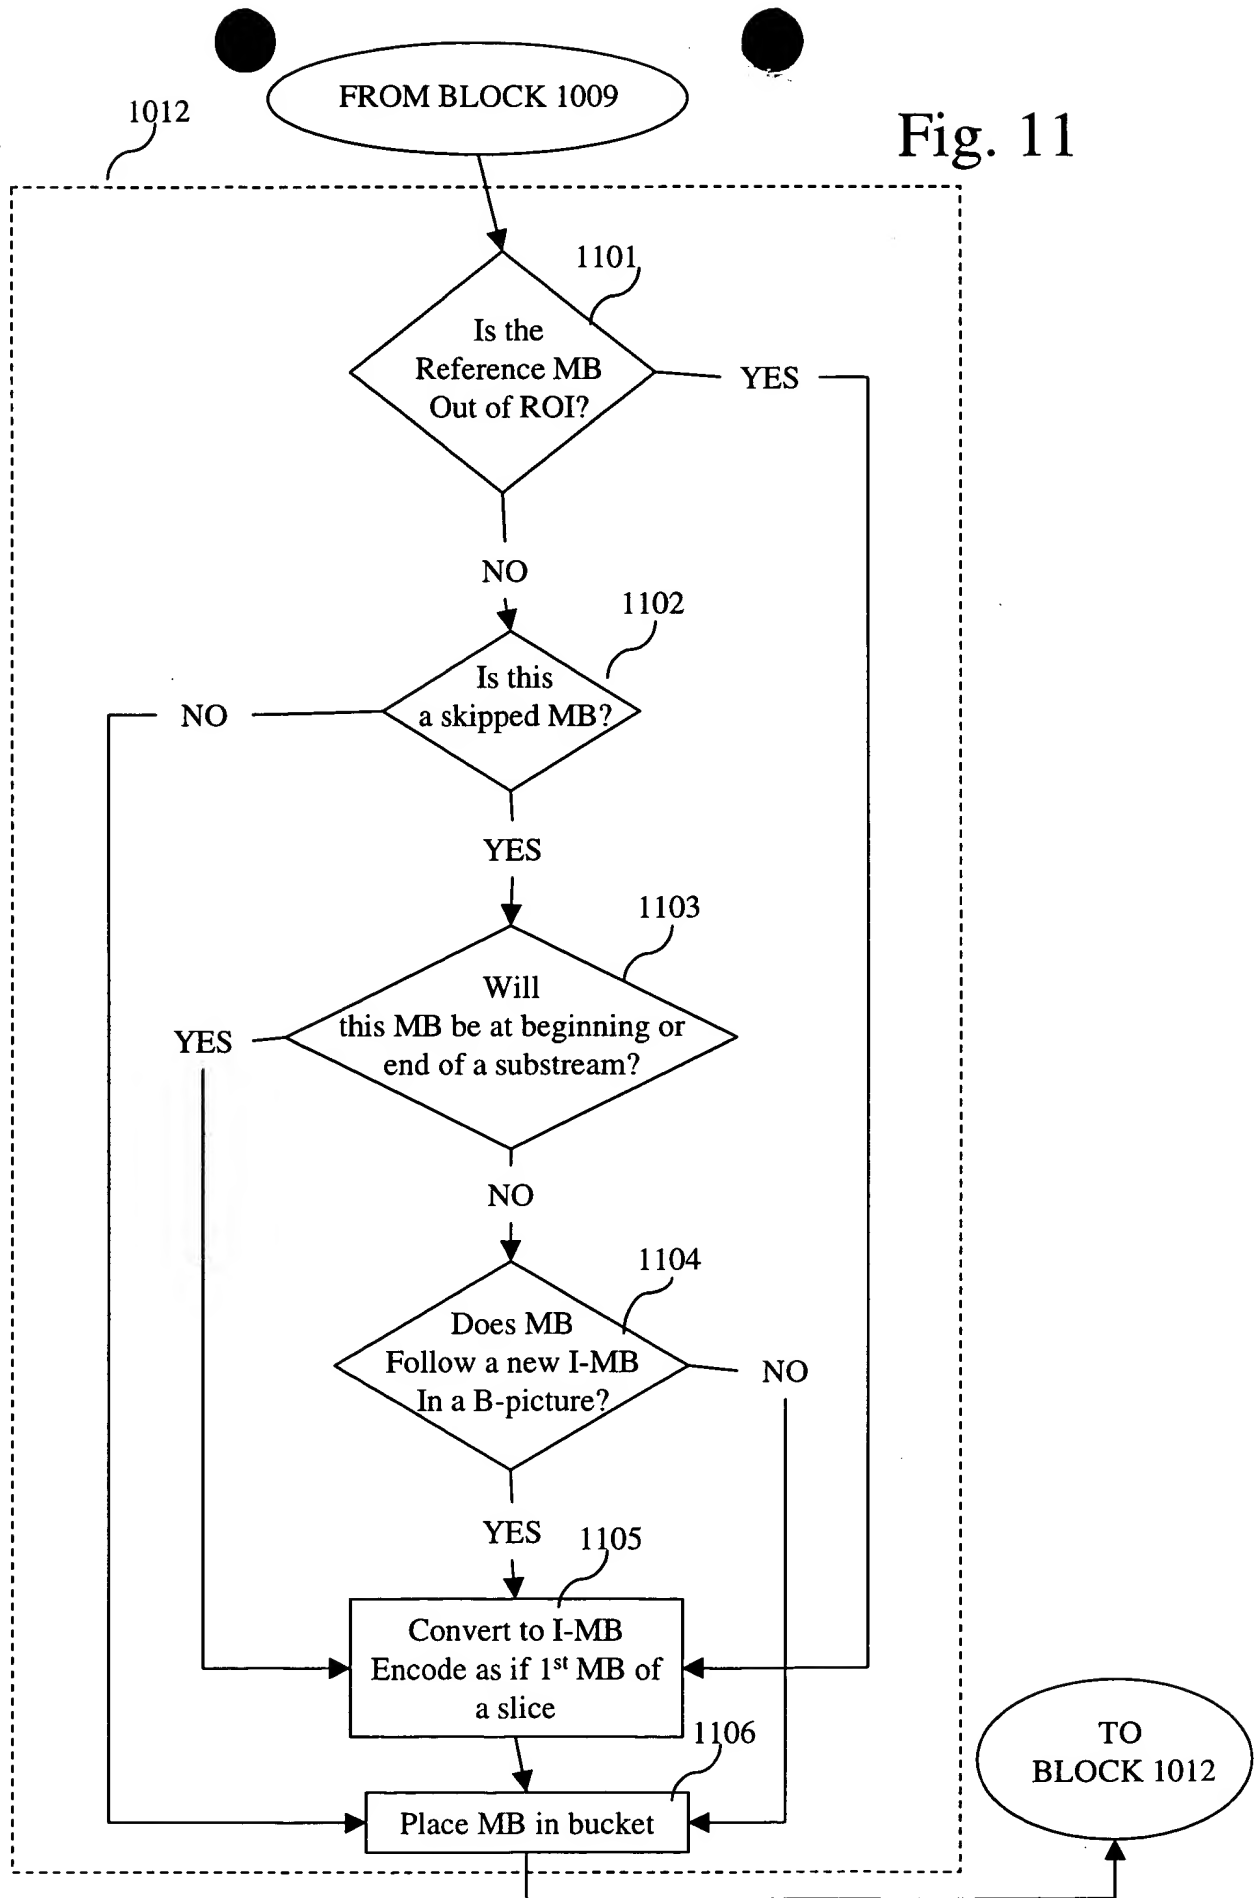 FROM BLOCK 1009
1012
Fig. 11
1101
Is the
Reference MB
Out of ROI?
YES
NO
1102
Is this
a skipped MB?
NO
YES
1103
Will
this MB be at beginning or
end of a substream?
YES
NO
1104
Does MB
Follow a new I-MB
In a B-picture?
NO
YES
1105
Convert to I-MB
Encode as if 1st MB of
a slice
1106
Place MB in bucket
TO
BLOCK 1012